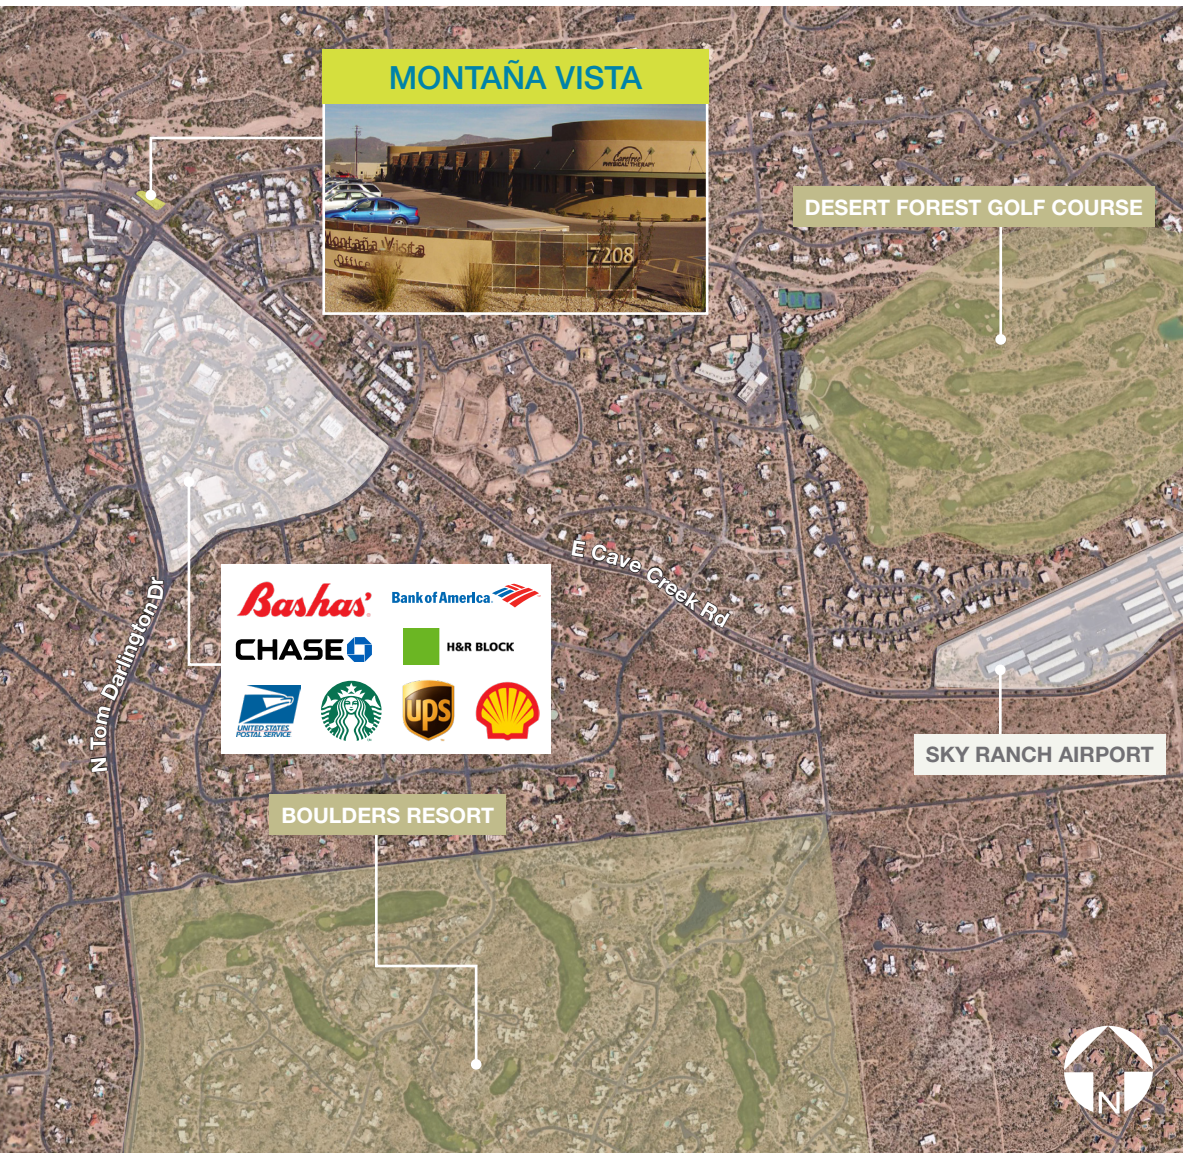 MONTAÑA VISTA
Carefree
PHYSICAL THERAPY
Montaña Vista
Office
7208
DESERT FOREST GOLF COURSE
E Cave Creek Rd
N Tom Darlington Dr
Bashas'
Bank of America
CHASE
H&R BLOCK
UNITED STATES
POSTAL SERVICE
ups
SKY RANCH AIRPORT
BOULDERS RESORT
N